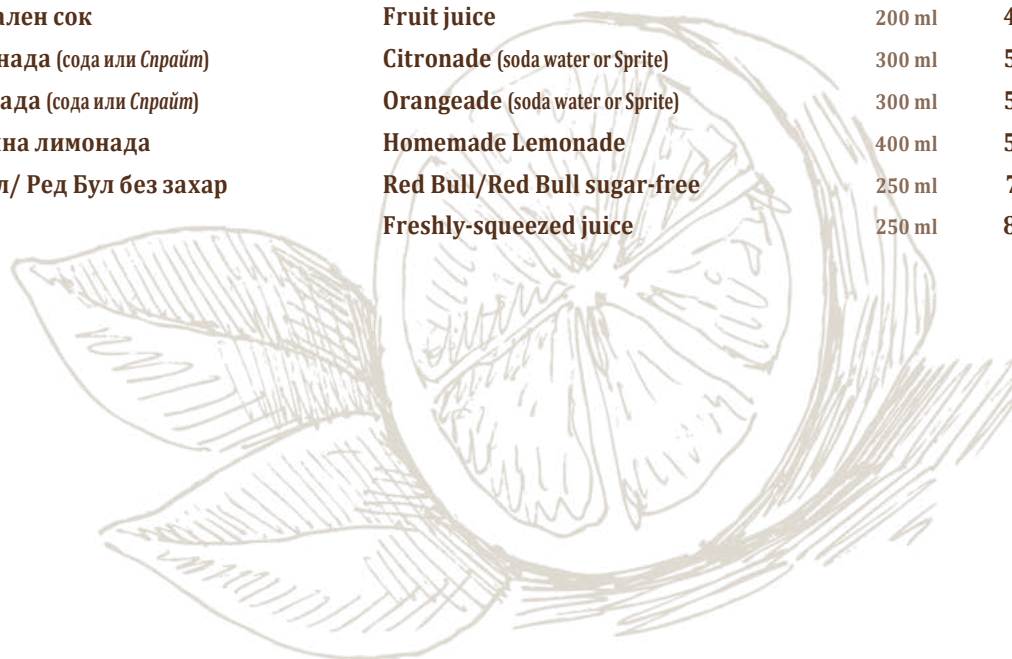 ален сок Fruit juice 200 ml 4
нада (сода или Спрайт) Citronade (soda water or Sprite) 300 ml 5
ада (сода или Спрайт) Orangeade (soda water or Sprite) 300 ml 5
на лимонада Homemade Lemonade 400 ml 5
л/ Ред Бул без захар Red Bull/Red Bull sugar-free 250 ml 7
Freshly-squeezed juice 250 ml 8